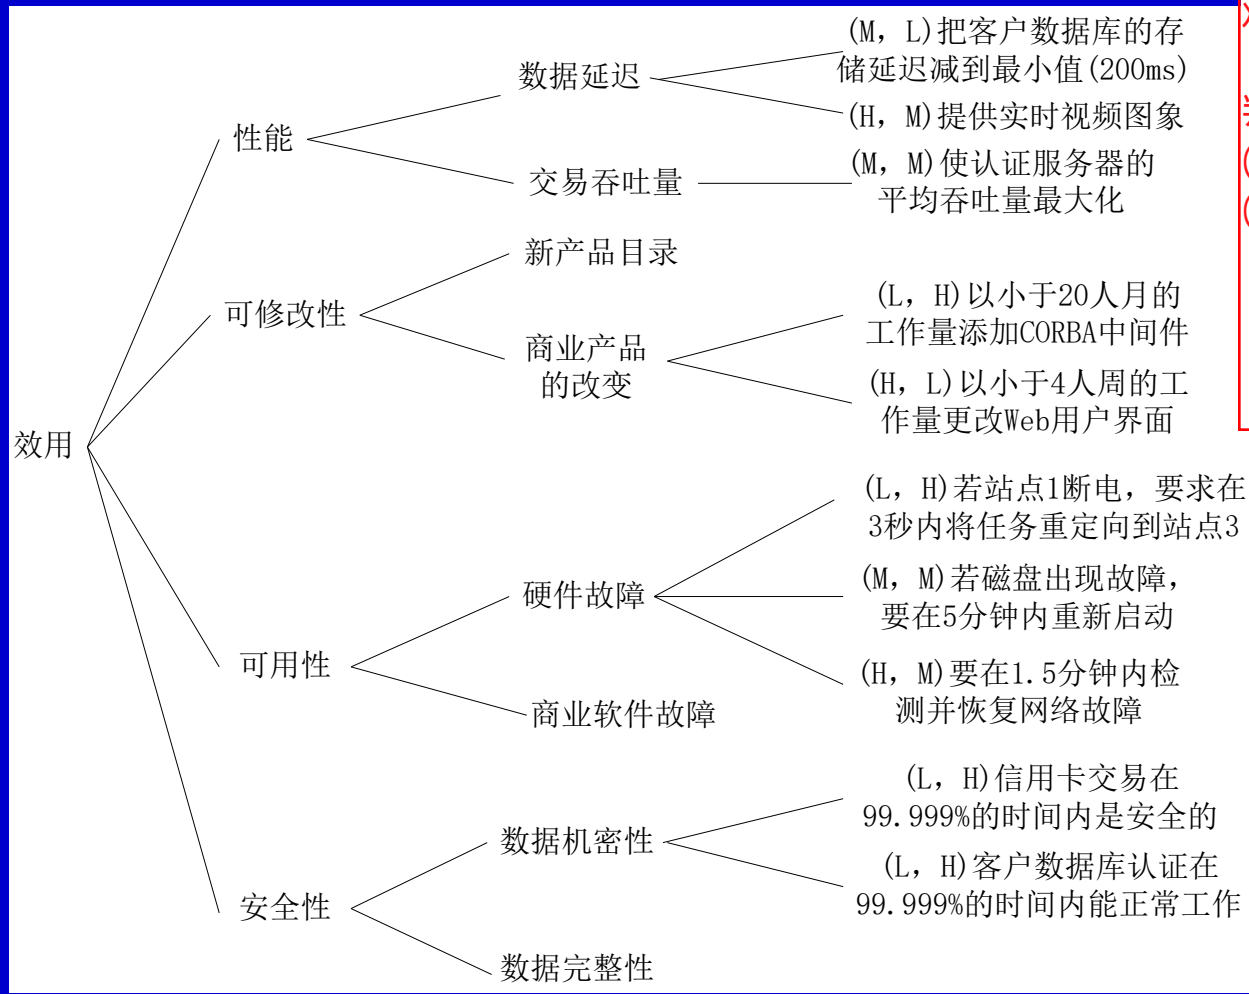 效用
性能
数据延迟
(M, L)把客户数据库的存
储延迟减到最小值(200ms)
(H, M)提供实时视频图象
交易吞吐量
(M, M)使认证服务器的
平均吞吐量最大化
可修改性
新产品目录
商业产品
的改变
(L, H)以小于20人月的
工作量添加CORBA中间件
(H, L)以小于4人周的工
作量更改Web用户界面
可用性
硬件故障
(L, H)若站点1断电，要求在
3秒内将任务重定向到站点3
(M, M)若磁盘出现故障，
要在5分钟内重新启动
(H, M)要在1.5分钟内检
测并恢复网络故障
商业软件故障
安全性
数据机密性
(L, H)信用卡交易在
99.999%的时间内是安全的
(L, H)客户数据库认证在
99.999%的时间内能正常工作
数据完整性